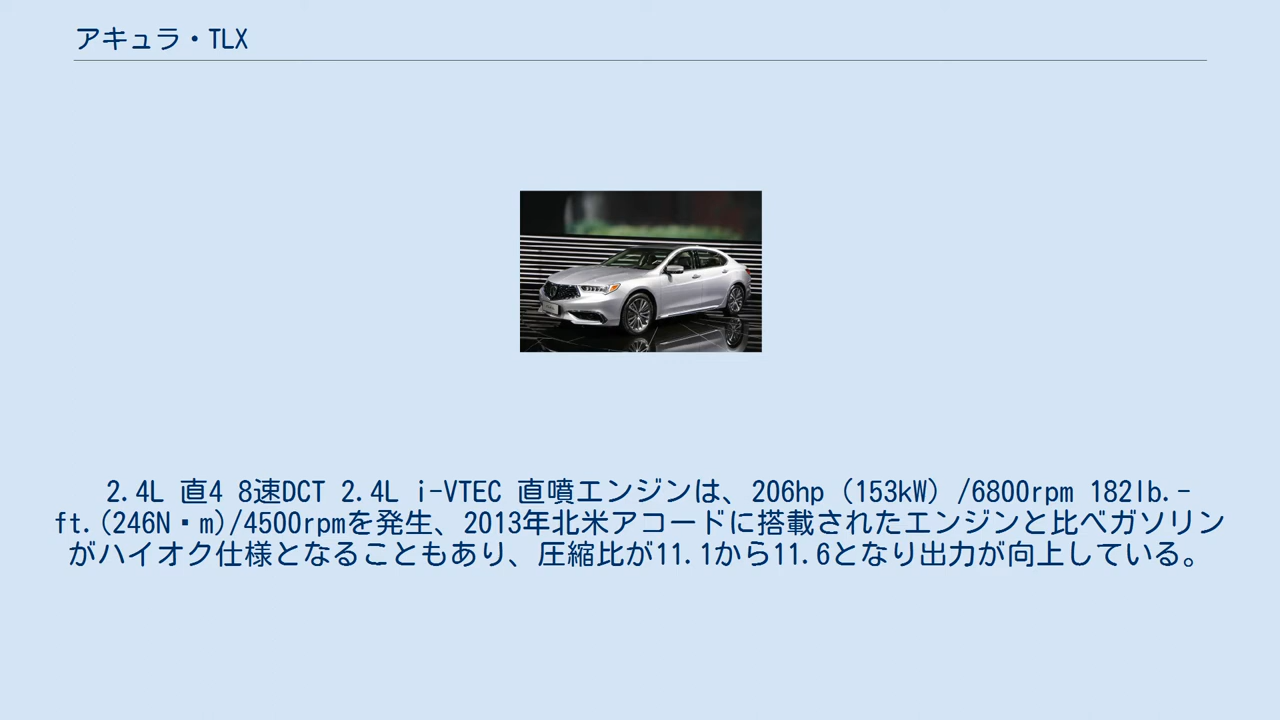 アキュラ・TLX
2.4L 直4 8速DCT 2.4L i-VTEC 直噴エンジンは、206hp (153kW) /6800rpm 182lb.-
ft.(246N・m)/4500rpmを発生、2013年北米アコードに搭載されたエンジンと比べガソリン
がハイオク仕様となることもあり、圧縮比が11.1から11.6となり出力が向上している。